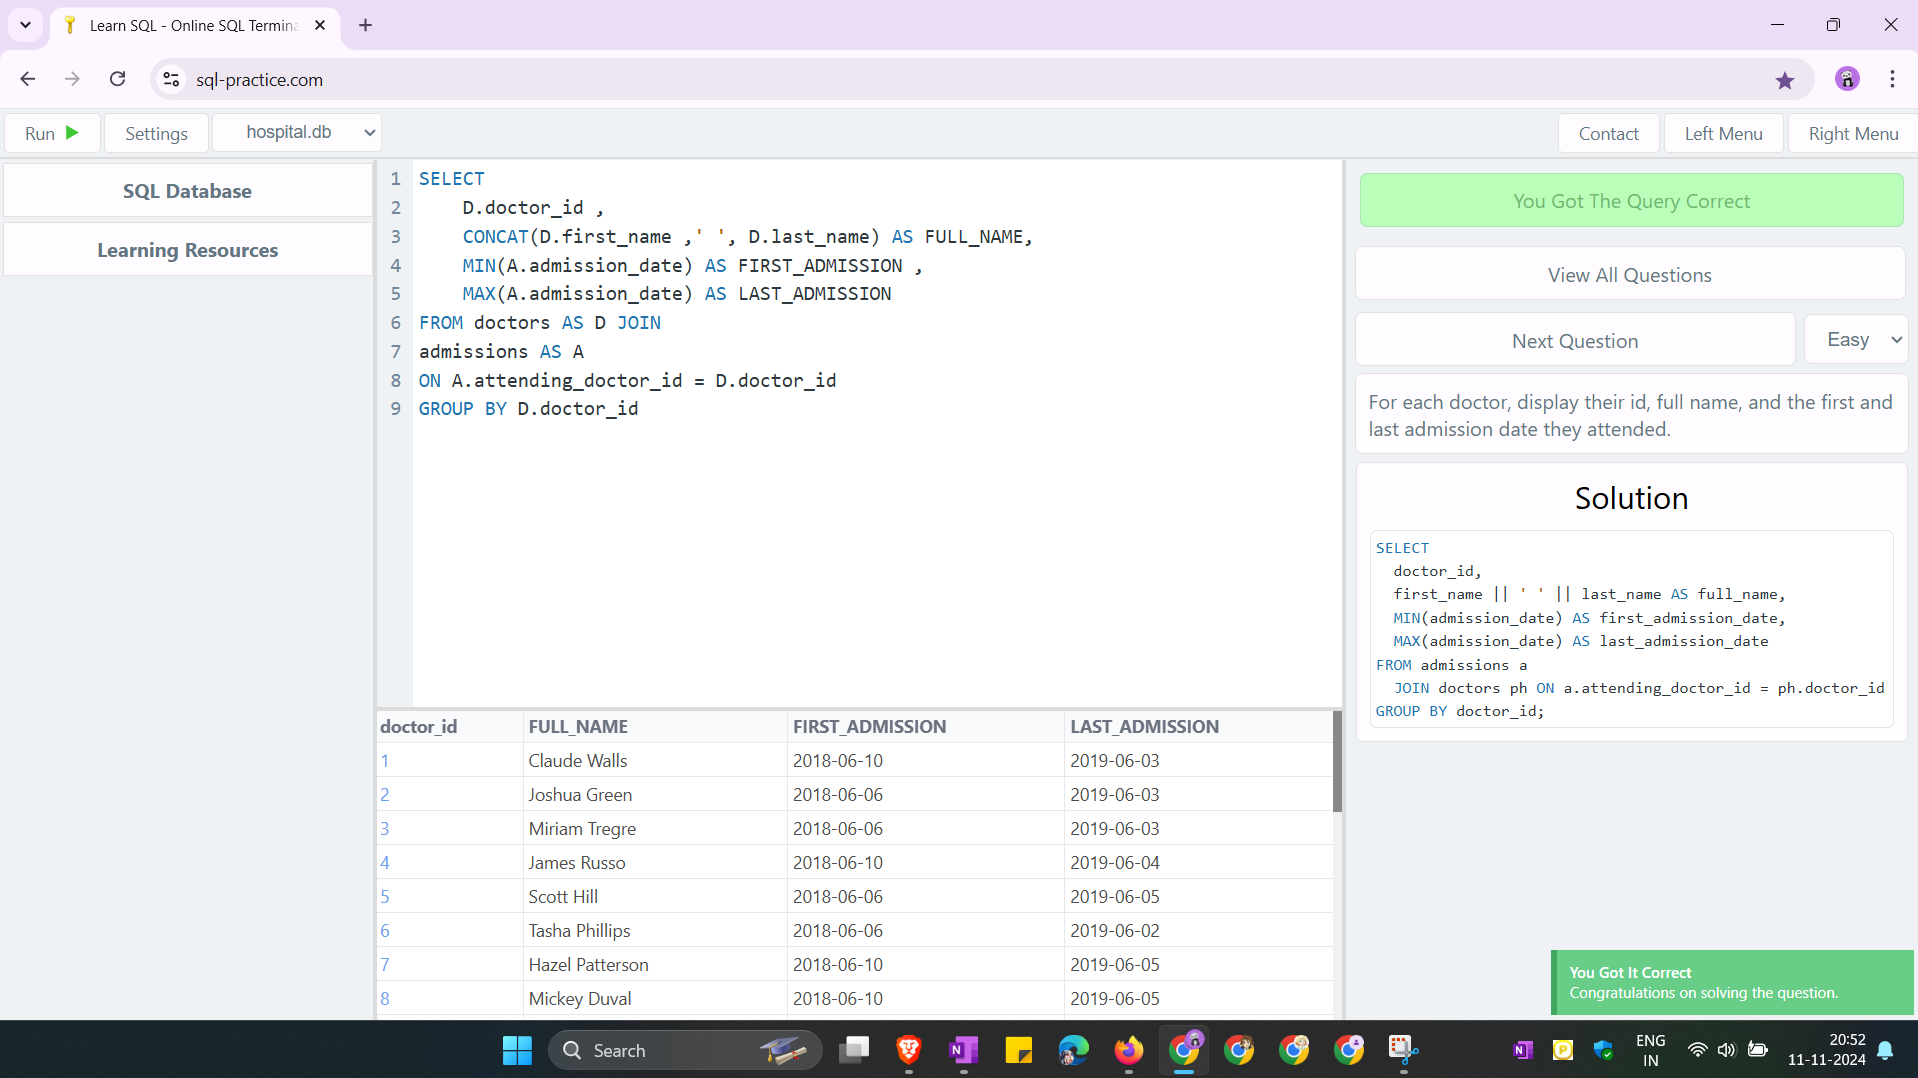 Learn SQL - Online SQL Termina
sql-practice.com
Run
Settings
hospital.db
Contact
Left Menu
Right Menu
SQL Database
Learning Resources
1 SELECT
2 D.doctor_id ,
3 CONCAT(D.first_name ,' ', D.last_name) AS FULL_NAME,
4 MIN(A.admission_date) AS FIRST_ADMISSION ,
5 MAX(A.admission_date) AS LAST_ADMISSION
6 FROM doctors AS D JOIN
7 admissions AS A
8 ON A.attending_doctor_id = D.doctor_id
9 GROUP BY D.doctor_id
doctor_id FULL_NAME FIRST_ADMISSION LAST_ADMISSION
1 Claude Walls 2018-06-10 2019-06-03
2 Joshua Green 2018-06-06 2019-06-03
3 Miriam Tregre 2018-06-06 2019-06-03
4 James Russo 2018-06-10 2019-06-04
5 Scott Hill 2018-06-06 2019-06-05
6 Tasha Phillips 2018-06-06 2019-06-02
7 Hazel Patterson 2018-06-10 2019-06-05
8 Mickey Duval 2018-06-10 2019-06-05
You Got The Query Correct
View All Questions
Next Question
Easy
For each doctor, display their id, full name, and the first and
last admission date they attended.
Solution
SELECT
doctor_id,
first_name || ' ' || last_name AS full_name,
MIN(admission_date) AS first_admission_date,
MAX(admission_date) AS last_admission_date
FROM admissions a
JOIN doctors ph ON a.attending_doctor_id = ph.doctor_id
GROUP BY doctor_id;
You Got It Correct
Congratulations on solving the question.
Search
ENG
IN
20:52
11-11-2024